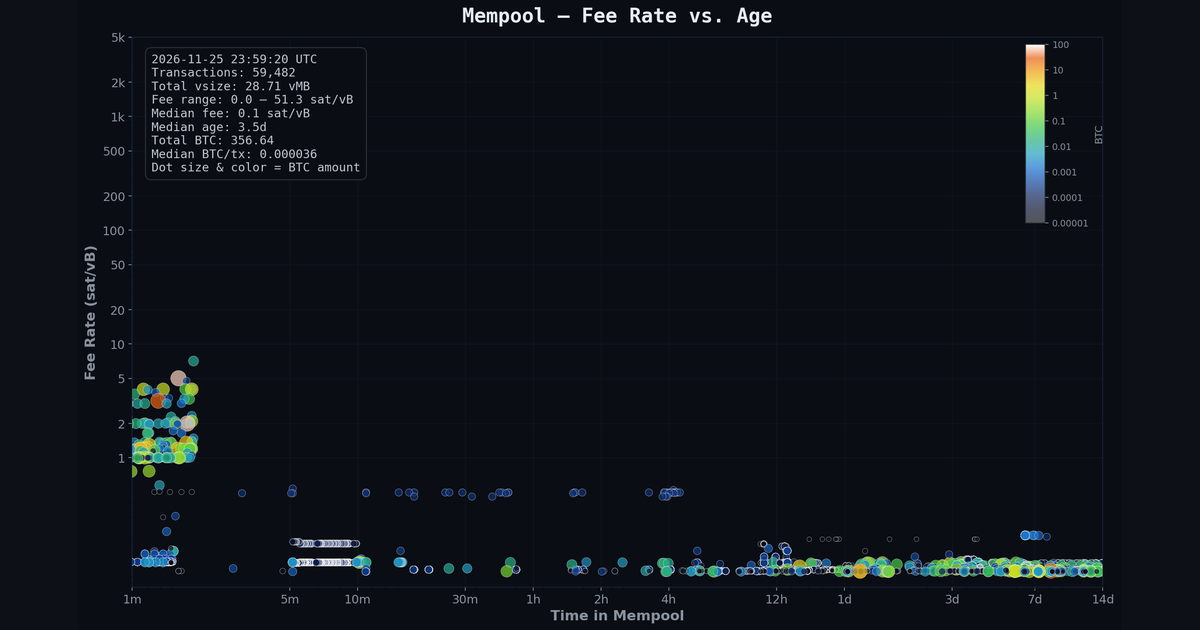 Mempool — Fee Rate vs. Age
5k
2k
1k
500
200
100
50
20
10
5
2
1
Fee Rate (sat/vB)
2026-11-25 23:59:20 UTC
Transactions: 59,482
Total vsize: 28.71 vMB
Fee range: 0.0 — 51.3 sat/vB
Median fee: 0.1 sat/vB
Median age: 3.5d
Total BTC: 356.64
Median BTC/tx: 0.000036
Dot size & color = BTC amount
100
10
1
0.1
0.01
0.001
0.0001
0.00001
BTC
1m
5m
10m
30m
1h
2h
4h
12h
1d
3d
7d
14d
Time in Mempool